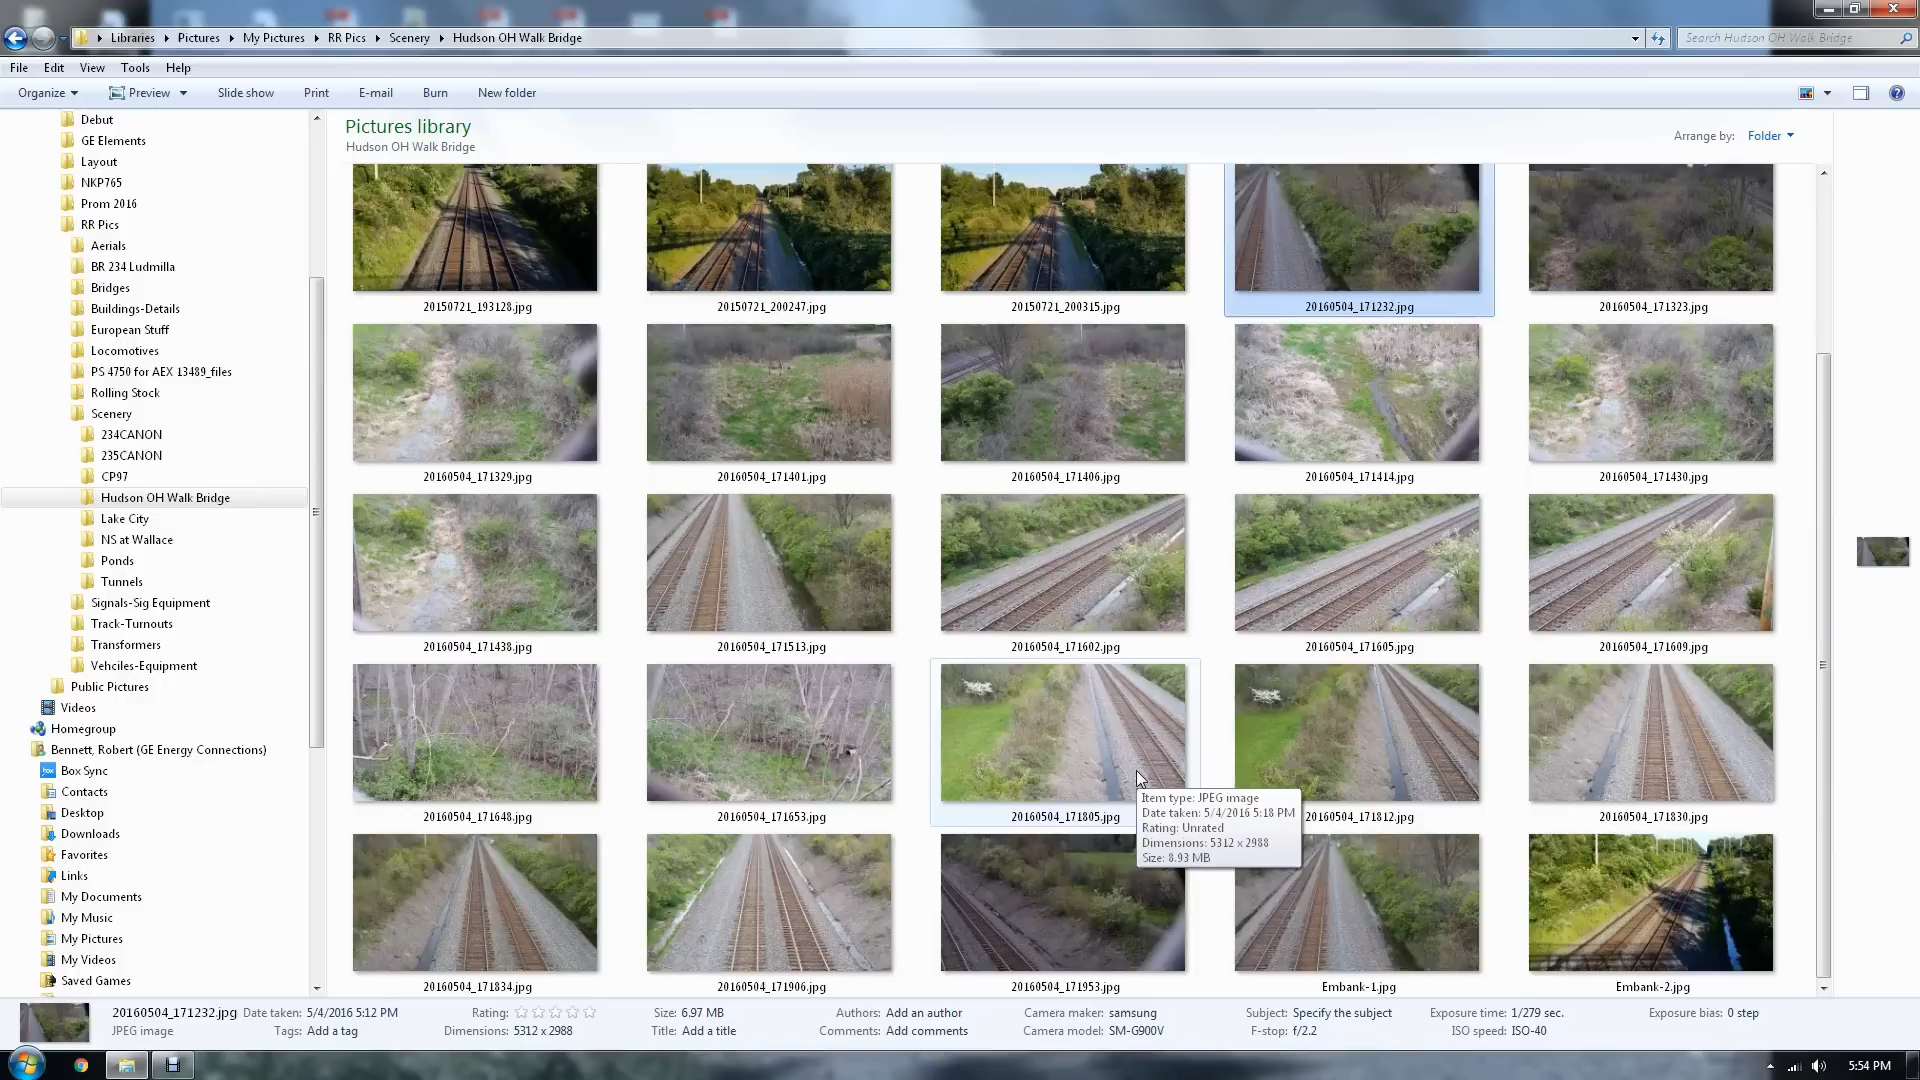 Libraries Pictures My Pictures RR Pics Scenery Hudson OH Walk Bridge
Search Hudson OH Walk Bridge
File Edit View Tools Help
Organize Preview Slide show Print E-mail Burn New folder
Debut
GE Elements
Layout
NKP765
Prom 2016
RR Pics
Aerials
BR 234 Ludmilla
Bridges
Buildings-Details
European Stuff
Locomotives
PS 4750 for AEX 13489_files
Rolling Stock
Scenery
234CANON
235CANON
CP97
Hudson OH Walk Bridge
Lake City
NS at Wallace
Ponds
Tunnels
Signals-Sig Equipment
Track-Turnouts
Transformers
Vehciles-Equipment
Public Pictures
Videos
Homegroup
Bennett, Robert (GE Energy Connections)
Box Sync
Contacts
Desktop
Downloads
Favorites
Links
My Documents
My Music
My Pictures
My Videos
Saved Games
Pictures library
Hudson OH Walk Bridge
Arrange by: Folder
20150721_193128.jpg 20150721_200247.jpg 20150721_200315.jpg 20160504_171232.jpg 20160504_171323.jpg
20160504_171329.jpg 20160504_171401.jpg 20160504_171406.jpg 20160504_171414.jpg 20160504_171430.jpg
20160504_171438.jpg 20160504_171513.jpg 20160504_171602.jpg 20160504_171605.jpg 20160504_171609.jpg
20160504_171648.jpg 20160504_171653.jpg 20160504_171805.jpg 20160504_171812.jpg 20160504_171830.jpg
Item type: JPEG image
Date taken: 5/4/2016 5:18 PM
Rating: Unrated
Dimensions: 5312 x 2988
Size: 8.93 MB
20160504_171834.jpg 20160504_171906.jpg 20160504_171953.jpg Embank-1.jpg Embank-2.jpg
20160504_171232.jpg Date taken: 5/4/2016 5:12 PM Rating: Size: 6.97 MB Authors: Add an author Camera maker: samsung Subject: Specify the subject Exposure time: 1/279 sec. Exposure bias: 0 step
JPEG image Tags: Add a tag Dimensions: 5312 x 2988 Title: Add a title Comments: Add comments Camera model: SM-G900V F-stop: f/2.2 ISO speed: ISO-40
5:54 PM